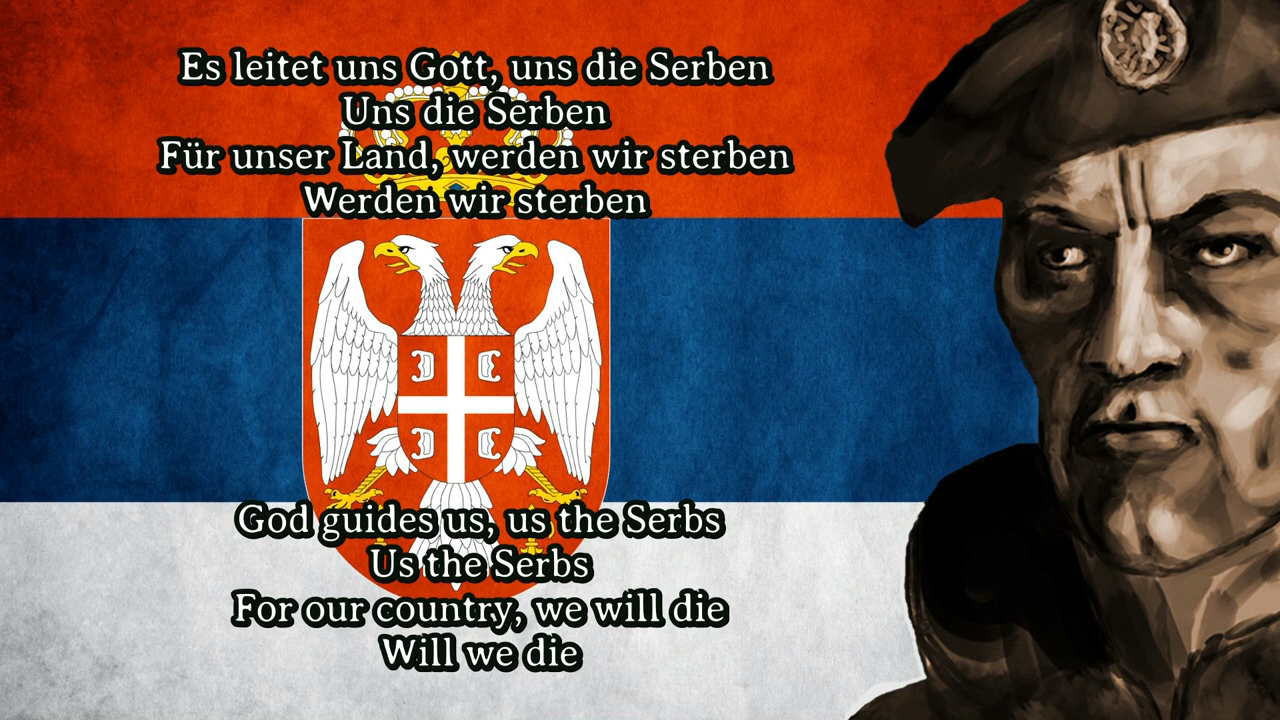 Es leitet uns Gott, uns die Serben
Uns die Serben
Für unser Land, werden wir sterben
Werden wir sterben
God guides us, us the Serbs
Us the Serbs
For our country, we will die
Will we die